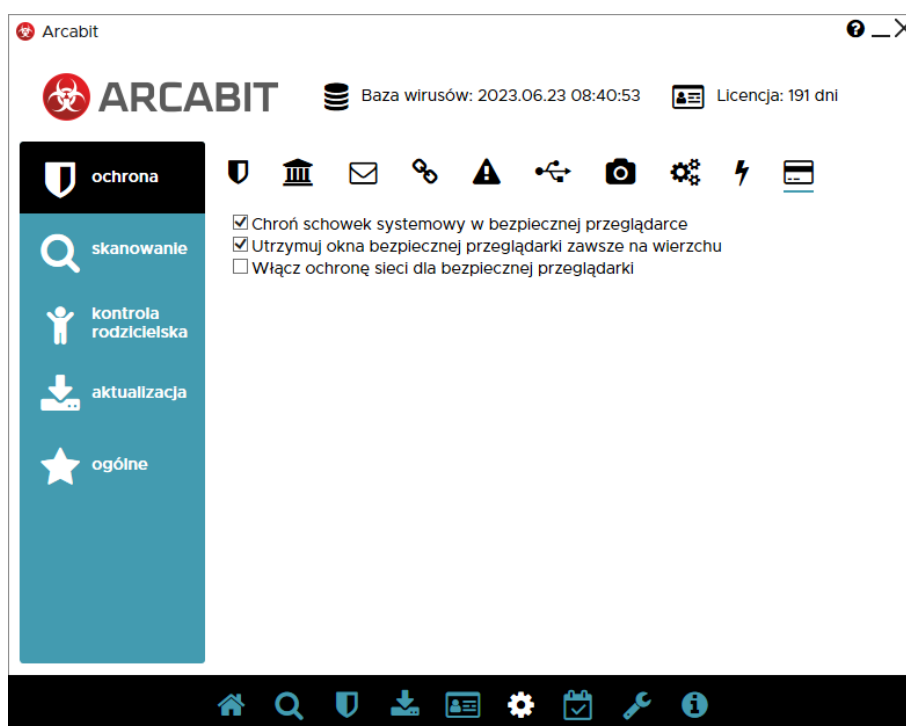 Arcabit
ARCABIT
Baza wirusów: 2023.06.23 08:40:53
Licencja: 191 dni
ochrona
skanowanie
kontrola
rodzicielska
aktualizacja
ogólne
Chroń schowek systemowy w bezpiecznej przeglądarce
Utrzymuj okna bezpiecznej przeglądarki zawsze na wierzchu
Włącz ochronę sieci dla bezpiecznej przeglądarki